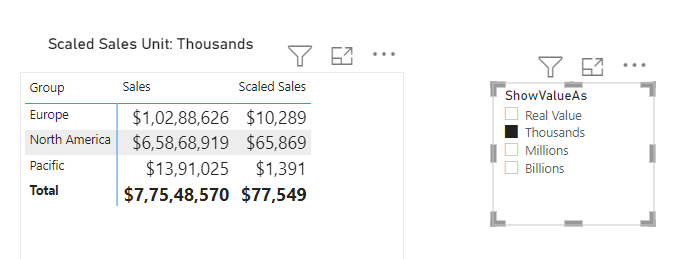 Scaled Sales Unit: Thousands
Group Sales Scaled Sales
Europe $1,02,88,626 $10,289
North America $6,58,68,919 $65,869
Pacific $13,91,025 $1,391
Total $7,75,48,570 $77,549
ShowValueAs
Real Value
Thousands
Millions
Billions